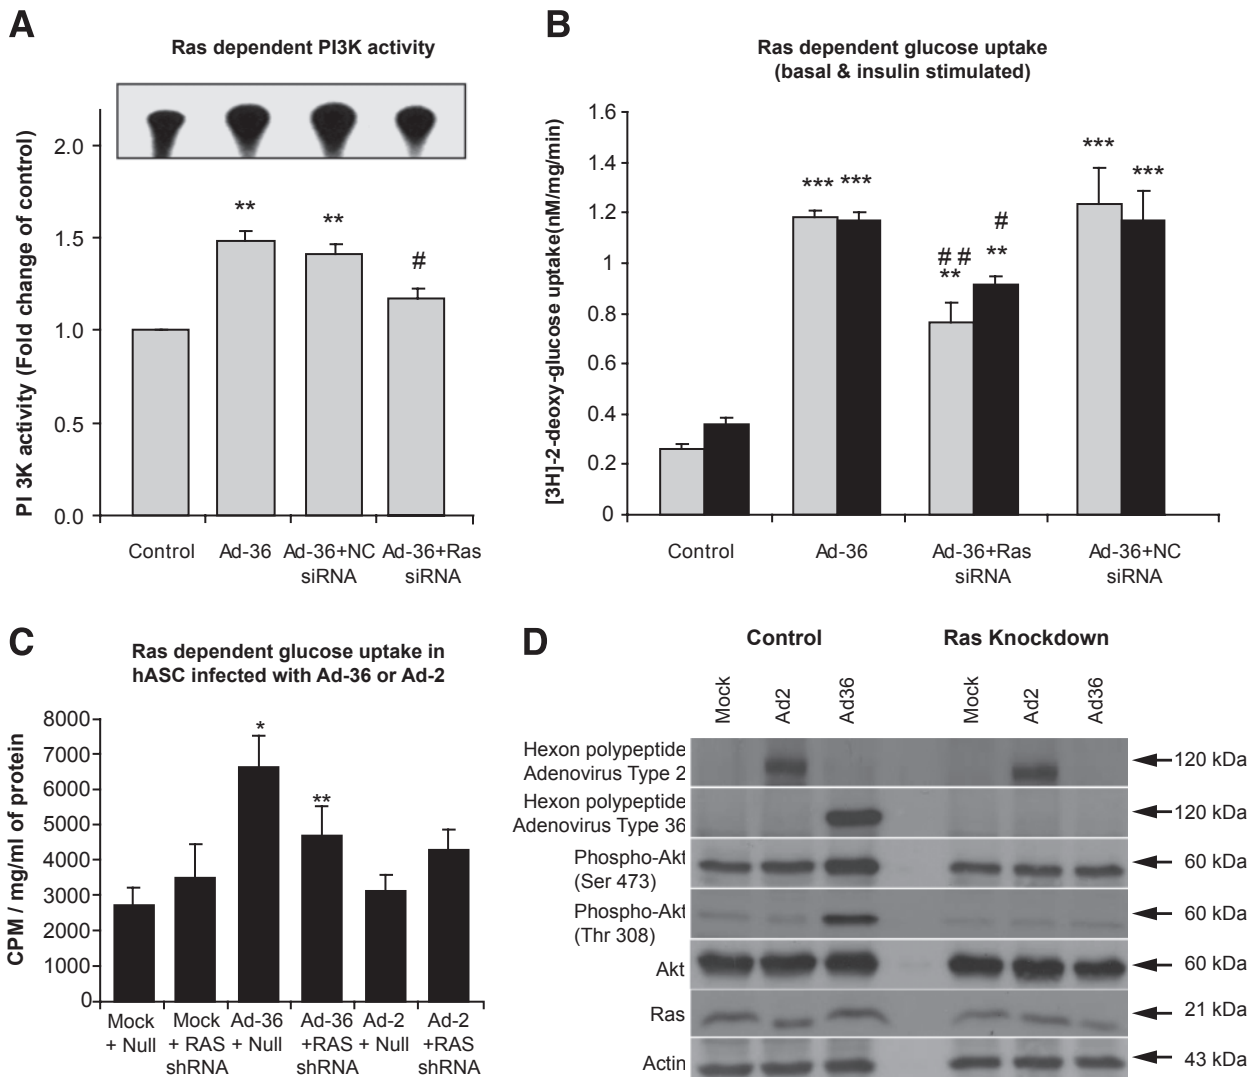 A
Ras dependent PI3K activity
PI 3K activity (Fold change of control)
2.0
1.5
1.0
0.5
0.0
**
**
#
Control
Ad-36
Ad-36+NC
siRNA
Ad-36+Ras
siRNA
B
Ras dependent glucose uptake
(basal & insulin stimulated)
[3H]-2-deoxy-glucose uptake(nM/mg/min)
1.6
1.4
1.2
1
0.8
0.6
0.4
0.2
0
*** ***
# #
**
#
**
***
***
Control
Ad-36
Ad-36+Ras
siRNA
Ad-36+NC
siRNA
C
Ras dependent glucose uptake in
hASC infected with Ad-36 or Ad-2
CPM / mg/ml of protein
8000
7000
6000
5000
4000
3000
2000
1000
0
*
**
Mock
+ Null
Mock
+ RAS
shRNA
Ad-36
+ Null
Ad-36
+RAS
shRNA
Ad-2
+ Null
Ad-2
+RAS
shRNA
D
Control
Ras Knockdown
Mock
Ad2
Ad36
Mock
Ad2
Ad36
Hexon polypeptide
Adenovirus Type 2
120 kDa
Hexon polypeptide
Adenovirus Type 36
120 kDa
Phospho-Akt
(Ser 473)
60 kDa
Phospho-Akt
(Thr 308)
60 kDa
Akt
60 kDa
Ras
21 kDa
Actin
43 kDa